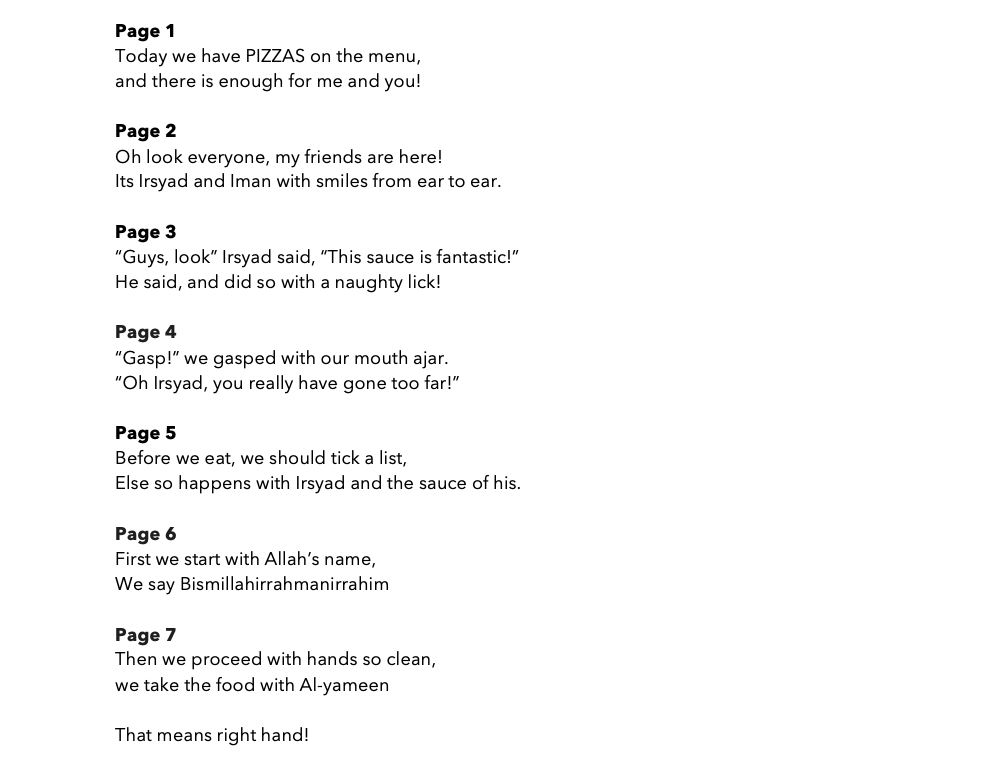 Page 1
Today we have PIZZAS on the menu,
and there is enough for me and you!
Page 2
Oh look everyone, my friends are here!
Its Irsyad and Iman with smiles from ear to ear.
Page 3
“Guys, look” Irsyad said, “This sauce is fantastic!”
He said, and did so with a naughty lick!
Page 4
“Gasp!” we gasped with our mouth ajar.
“Oh Irsyad, you really have gone too far!”
Page 5
Before we eat, we should tick a list,
Else so happens with Irsyad and the sauce of his.
Page 6
First we start with Allah’s name,
We say Bismillahirrahmanirrahim
Page 7
Then we proceed with hands so clean,
we take the food with Al-yameen
That means right hand!